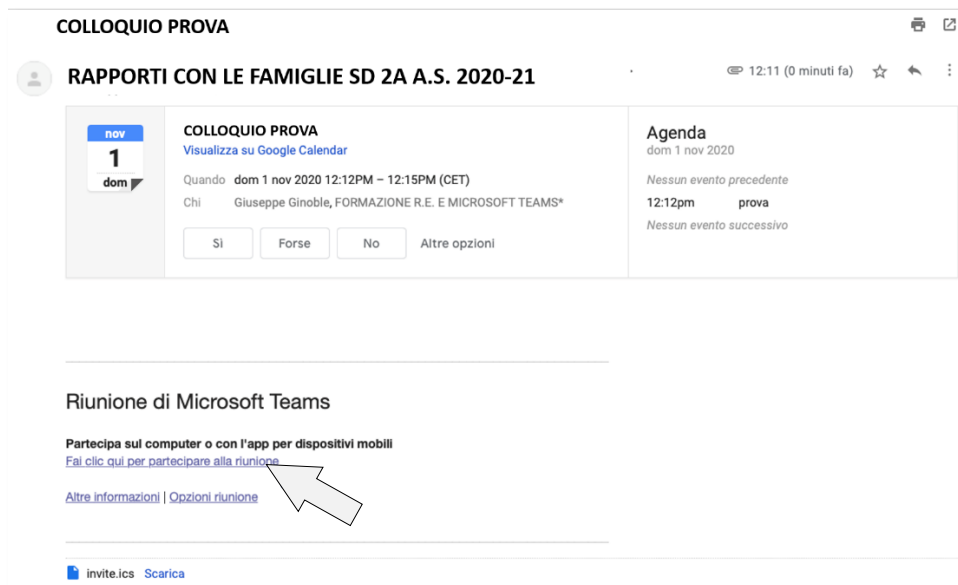 COLLOQUIO PROVA
RAPPORTI CON LE FAMIGLIE SD 2A A.S. 2020-21
12:11 (0 minuti fa)
nov
1
dom
COLLOQUIO PROVA
Visualizza su Google Calendar
Quando dom 1 nov 2020 12:12PM – 12:15PM (CET)
Chi Giuseppe Ginoble, FORMAZIONE R.E. E MICROSOFT TEAMS*
Sì Forse No Altre opzioni
Agenda
dom 1 nov 2020
Nessun evento precedente
12:12pm prova
Nessun evento successivo
Riunione di Microsoft Teams
Partecipa sul computer o con l'app per dispositivi mobili
Fai clic qui per partecipare alla riunione
Altre informazioni | Opzioni riunione
invite.ics Scarica